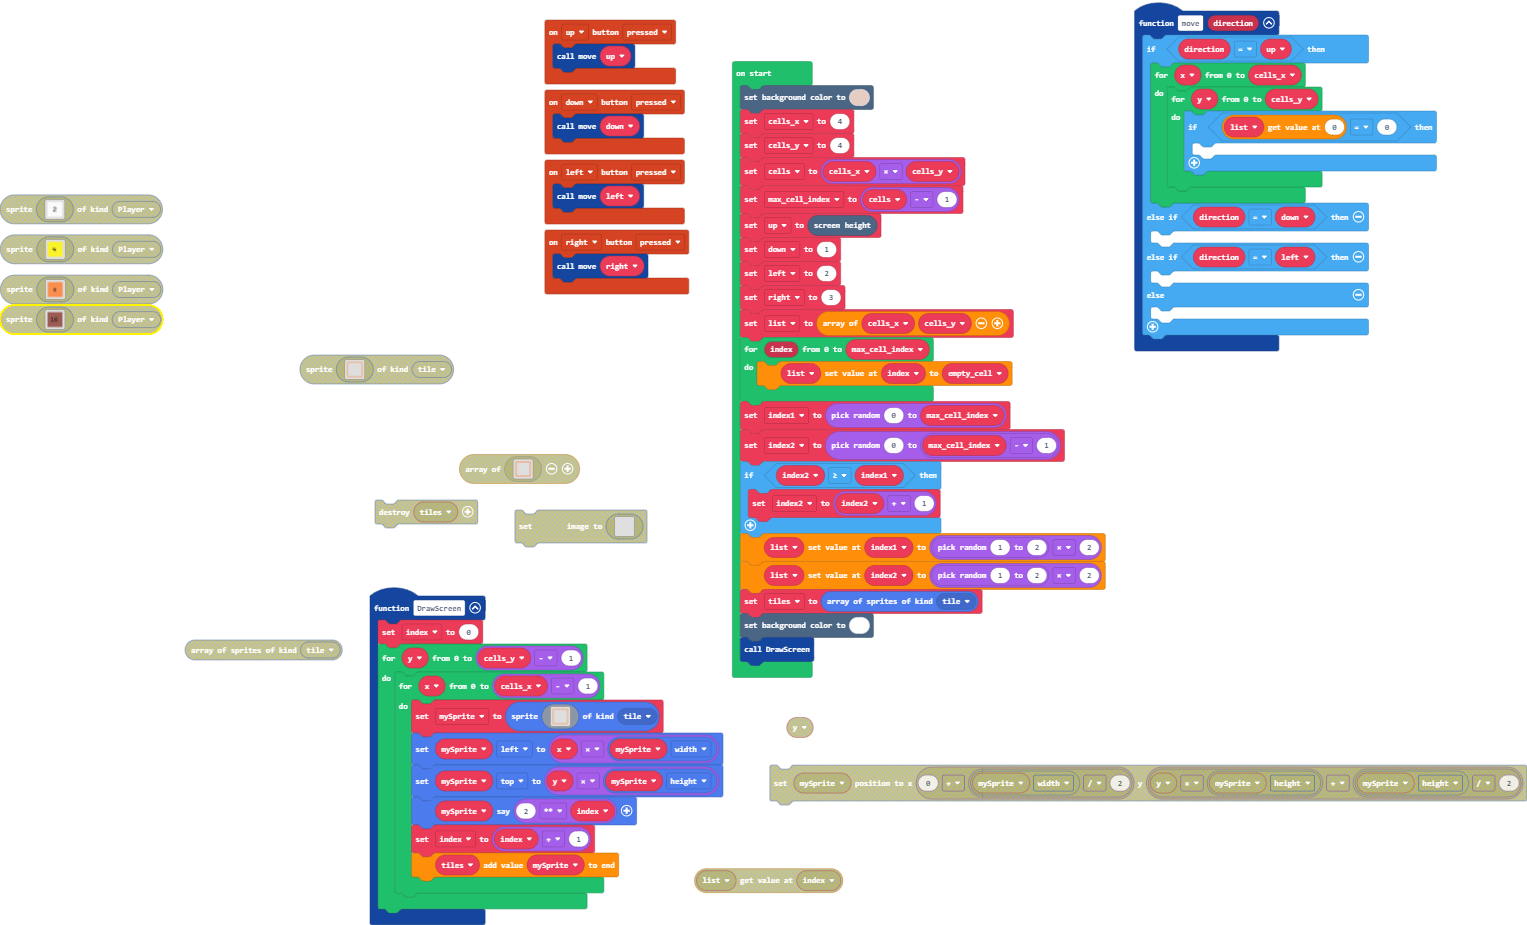 on up button pressed
call move up
on down button pressed
call move down
on left button pressed
call move left
on right button pressed
call move right
sprite 2 of kind Player
sprite 4 of kind Player
sprite 8 of kind Player
sprite 16 of kind Player
sprite of kind tile
array of
destroy tiles
set image to
array of sprites of kind tile
function DrawScreen
set index to 0
for y from 0 to cells_y - 1
do
for x from 0 to cells_x - 1
do
set mySprite to sprite of kind tile
set mySprite left to x × mySprite width
set mySprite top to y × mySprite height
mySprite say 2 ** index
set index to index + 1
tiles add value mySprite to end
on start
set background color to
set cells_x to 4
set cells_y to 4
set cells to cells_x × cells_y
set max_cell_index to cells - 1
set up to screen height
set down to 1
set left to 2
set right to 3
set list to array of cells_x cells_y
for index from 0 to max_cell_index
do
list set value at index to empty_cell
set index1 to pick random 0 to max_cell_index
set index2 to pick random 0 to max_cell_index - 1
if index2 ≥ index1 then
set index2 to index2 + 1
list set value at index1 to pick random 1 to 2 × 2
list set value at index2 to pick random 1 to 2 × 2
set tiles to array of sprites of kind tile
set background color to
call DrawScreen
y
set mySprite position to x 0 + mySprite width / 2 y y × mySprite height + mySprite height / 2
list get value at index
function move direction
if direction = up then
for x from 0 to cells_x
do
for y from 0 to cells_y
do
if list get value at 0 = 0 then
else if direction = down then
else if direction = left then
else